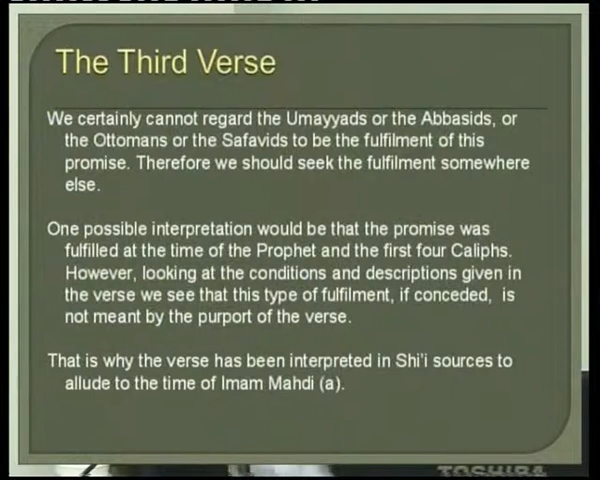 The Third Verse
We certainly cannot regard the Umayyads or the Abbasids, or
the Ottomans or the Safavids to be the fulfilment of this
promise. Therefore we should seek the fulfilment somewhere
else.
One possible interpretation would be that the promise was
fulfilled at the time of the Prophet and the first four Caliphs.
However, looking at the conditions and descriptions given in
the verse we see that this type of fulfilment, if conceded, is
not meant by the purport of the verse.
That is why the verse has been interpreted in Shi'i sources to
allude to the time of Imam Mahdi (a).
TOSHIBA